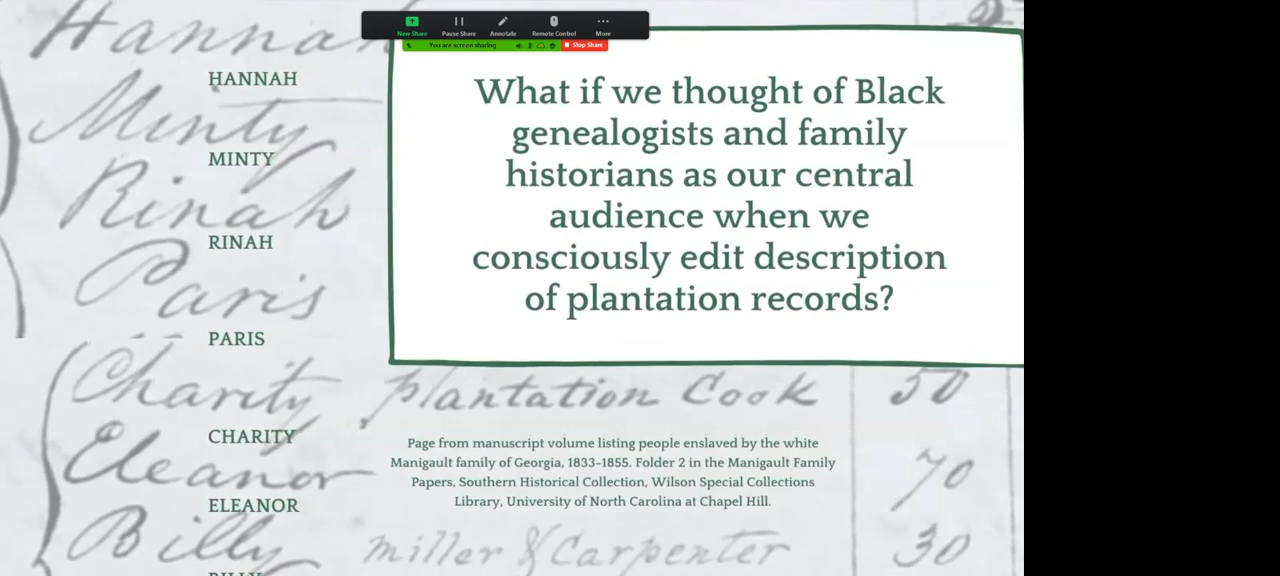 Hannah
HANNAH
New Share Pause Share Annotate Remote Control More
You are screen sharing Stop Share
What if we thought of Black
genealogists and family
historians as our central
audience when we
consciously edit description
of plantation records?
Minty
MINTY
Rinah
RINAH
Paris
PARIS
Charity plantation Cook 50
CHARITY
Eleanor 70
ELEANOR
Page from manuscript volume listing people enslaved by the white
Manigault family of Georgia, 1833-1855. Folder 2 in the Manigault Family
Papers, Southern Historical Collection, Wilson Special Collections
Library, University of North Carolina at Chapel Hill.
Billy miller & Carpenter 30
BILLY